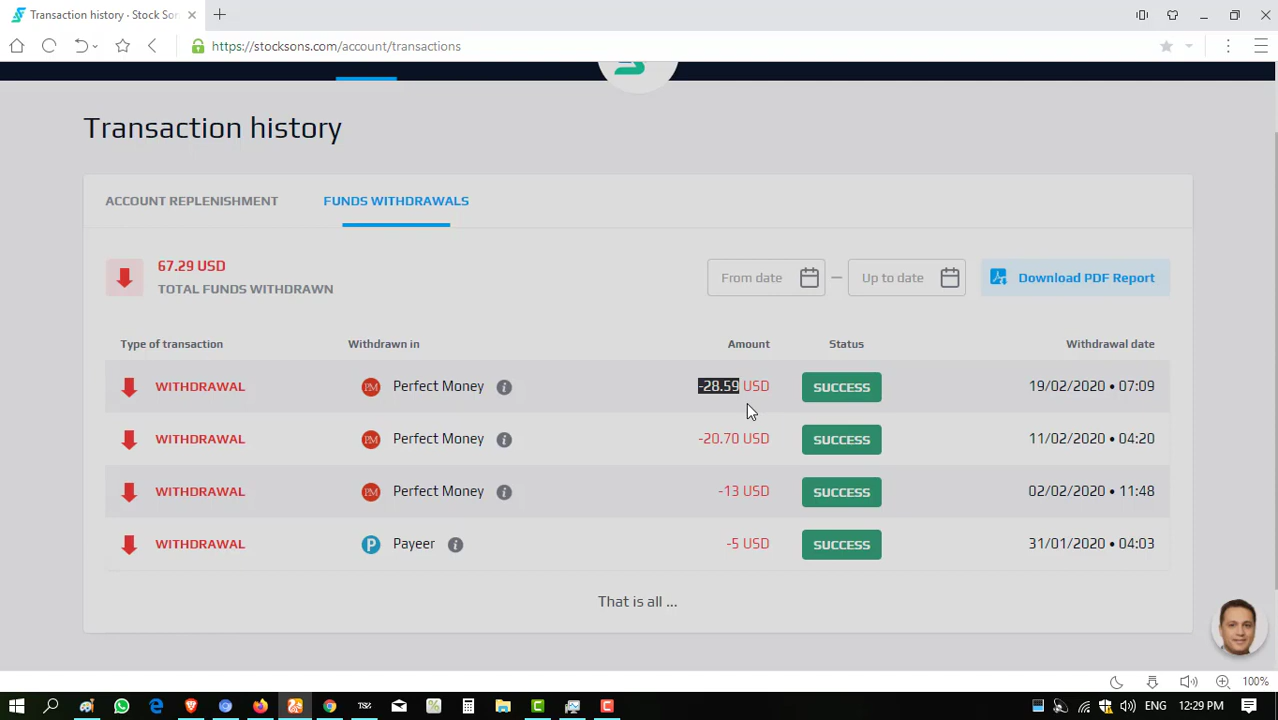 Transaction history - Stock Son
https://stocksons.com/account/transactions
Transaction history
ACCOUNT REPLENISHMENT FUNDS WITHDRAWALS
67.29 USD
TOTAL FUNDS WITHDRAWN
From date — Up to date Download PDF Report
Type of transaction Withdrawn in Amount Status Withdrawal date
WITHDRAWAL PM Perfect Money i -28.59 USD SUCCESS 19/02/2020 • 07:09
WITHDRAWAL PM Perfect Money i -20.70 USD SUCCESS 11/02/2020 • 04:20
WITHDRAWAL PM Perfect Money i -13 USD SUCCESS 02/02/2020 • 11:48
WITHDRAWAL P Payeer i -5 USD SUCCESS 31/01/2020 • 04:03
That is all ...
100%
ENG 12:29 PM